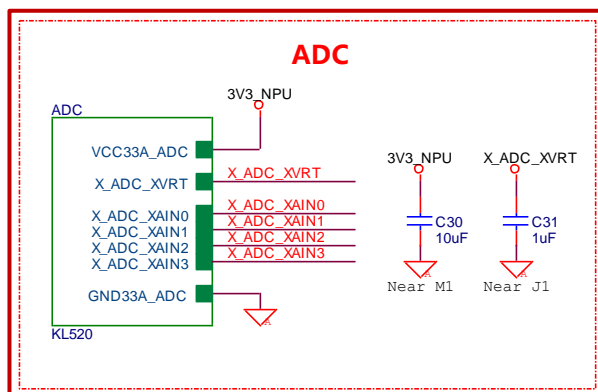 ADC
3V3_NPU
ADC
VCC33A_ADC
X_ADC_XVRT
X_ADC_XVRT
X_ADC_XAIN0
X_ADC_XAIN0
X_ADC_XAIN1
X_ADC_XAIN1
X_ADC_XAIN2
X_ADC_XAIN2
X_ADC_XAIN3
X_ADC_XAIN3
GND33A_ADC
A
KL520
3V3_NPU
C30
10uF
A
Near M1
X_ADC_XVRT
C31
1uF
A
Near J1